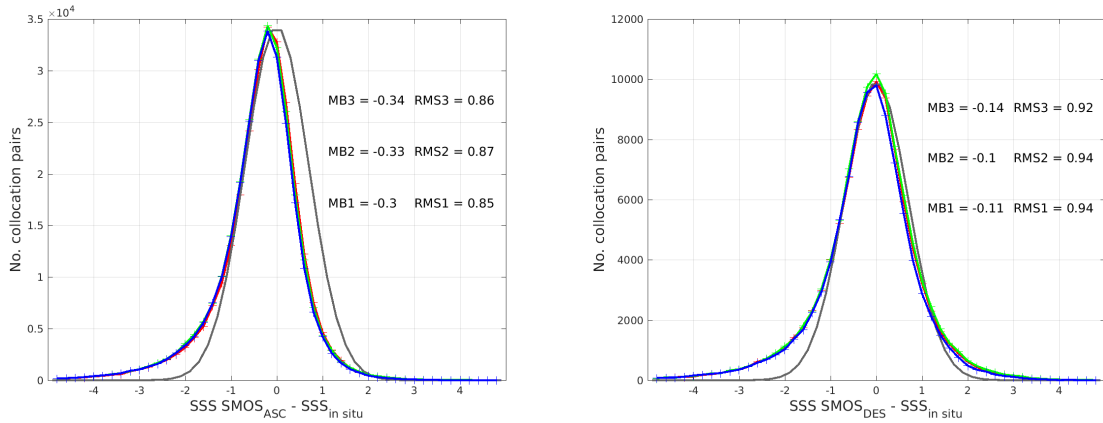 ×10⁴
3.5
3
2.5
2
1.5
1
0.5
0
No. collocation pairs
MB3 = -0.34 RMS3 = 0.86
MB2 = -0.33 RMS2 = 0.87
MB1 = -0.3 RMS1 = 0.85
-4 -3 -2 -1 0 1 2 3 4
SSS SMOS_ASC - SSS_in situ
12000
10000
8000
6000
4000
2000
0
No. collocation pairs
MB3 = -0.14 RMS3 = 0.92
MB2 = -0.1 RMS2 = 0.94
MB1 = -0.11 RMS1 = 0.94
-4 -3 -2 -1 0 1 2 3 4
SSS SMOS_DES - SSS_in situ